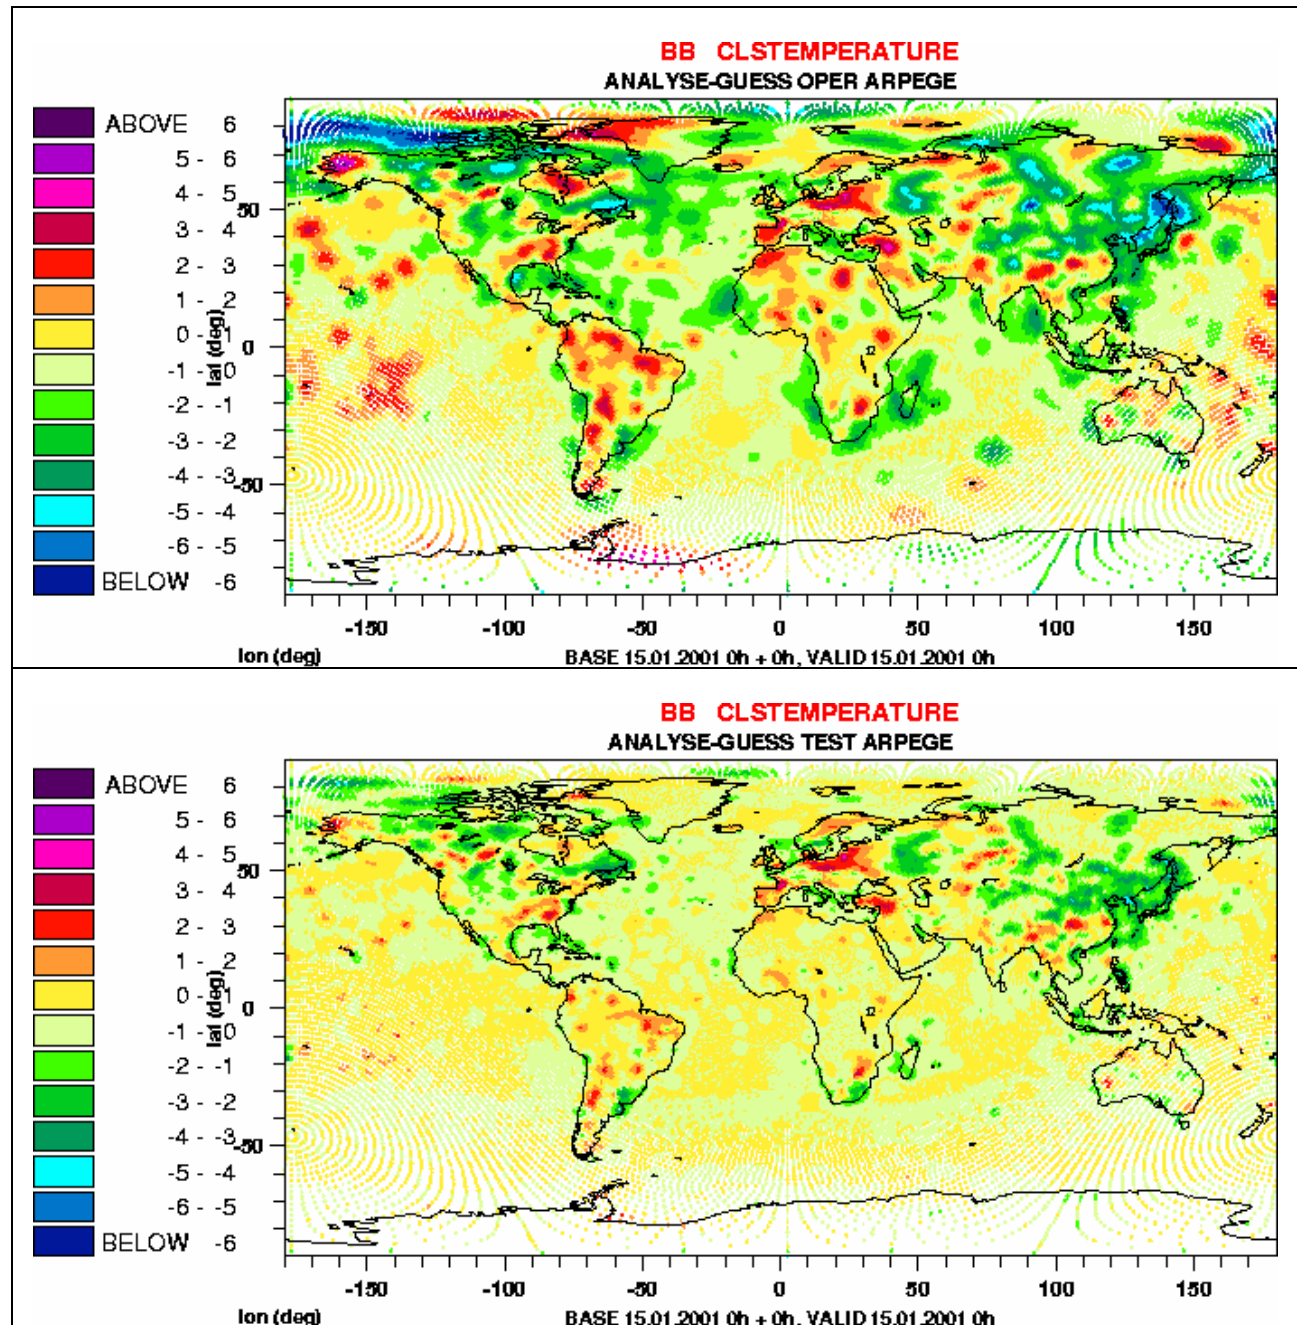 BB CLSTEMPERATURE
ANALYSE-GUESS OPER ARPEGE
ABOVE 6
5 - 6
4 - 5
3 - 4
2 - 3
1 - 2
0 - 1
-1 - 0
-2 - -1
-3 - -2
-4 - -3
-5 - -4
-6 - -5
BELOW -6
50
0
-50
lat (deg)
-150 -100 -50 0 50 100 150
lon (deg)
BASE 15.01.2001 0h + 0h, VALID 15.01.2001 0h
BB CLSTEMPERATURE
ANALYSE-GUESS TEST ARPEGE
ABOVE 6
5 - 6
4 - 5
3 - 4
2 - 3
1 - 2
0 - 1
-1 - 0
-2 - -1
-3 - -2
-4 - -3
-5 - -4
-6 - -5
BELOW -6
50
0
-50
lat (deg)
-150 -100 -50 0 50 100 150
lon (deg)
BASE 15.01.2001 0h + 0h, VALID 15.01.2001 0h